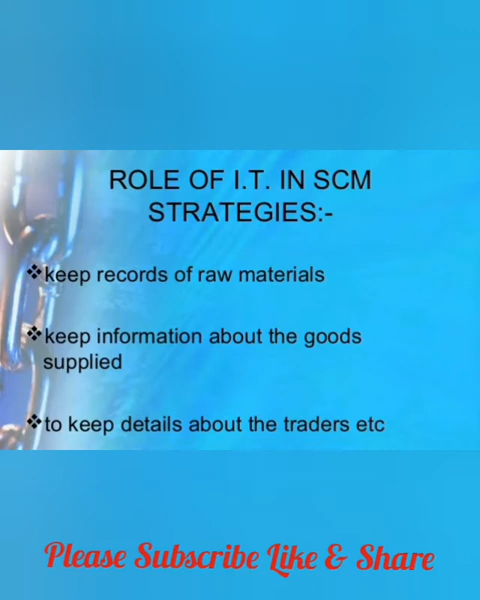 ROLE OF I.T. IN SCM
STRATEGIES:-
❖keep records of raw materials
❖keep information about the goods
supplied
❖to keep details about the traders etc
Please Subscribe Like & Share